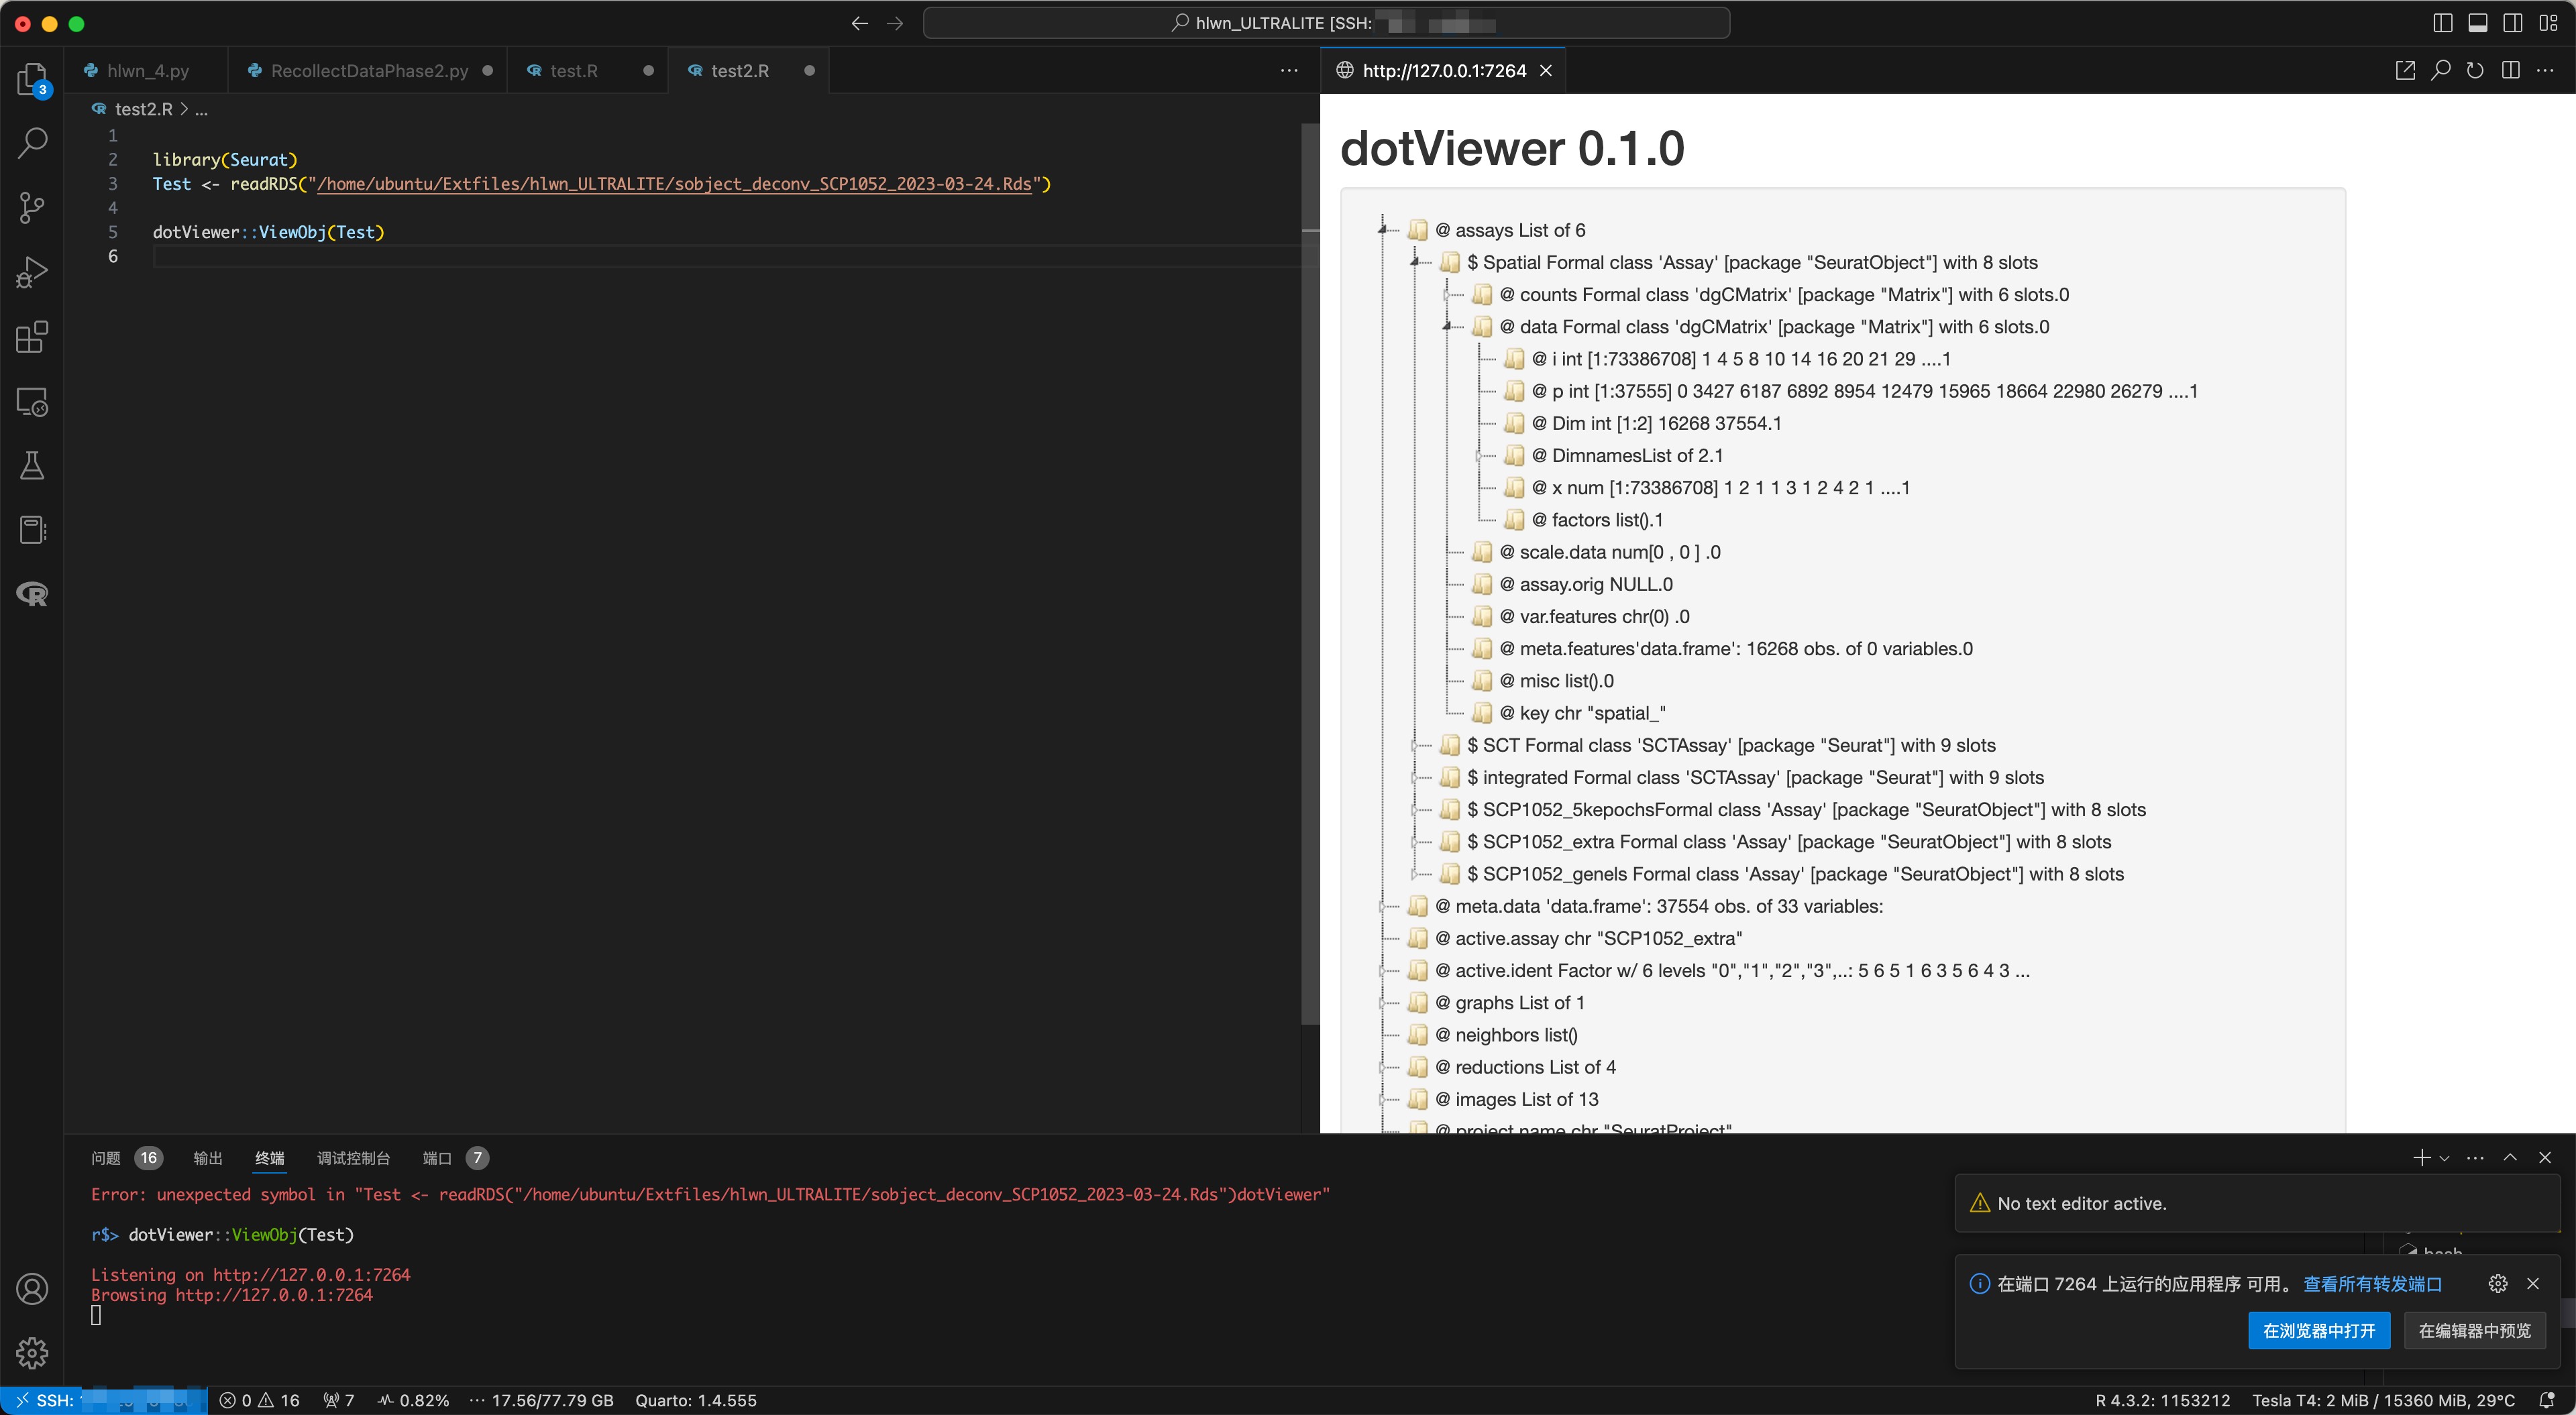 hlwn_ULTRALITE [SSH:
hlwn_4.py
RecollectDataPhase2.py
test.R
test2.R
http://127.0.0.1:7264
3
test2.R > ...
1
2 library(Seurat)
3 Test <- readRDS("/home/ubuntu/Extfiles/hlwn_ULTRALITE/sobject_deconv_SCP1052_2023-03-24.Rds")
4
5 dotViewer::ViewObj(Test)
6
dotViewer 0.1.0
@ assays List of 6
$ Spatial Formal class 'Assay' [package "SeuratObject"] with 8 slots
@ counts Formal class 'dgCMatrix' [package "Matrix"] with 6 slots.0
@ data Formal class 'dgCMatrix' [package "Matrix"] with 6 slots.0
@ i int [1:73386708] 1 4 5 8 10 14 16 20 21 29 ....1
@ p int [1:37555] 0 3427 6187 6892 8954 12479 15965 18664 22980 26279 ....1
@ Dim int [1:2] 16268 37554.1
@ DimnamesList of 2.1
@ x num [1:73386708] 1 2 1 1 3 1 2 4 2 1 ....1
@ factors list().1
@ scale.data num[0 , 0 ] .0
@ assay.orig NULL.0
@ var.features chr(0) .0
@ meta.features'data.frame': 16268 obs. of 0 variables.0
@ misc list().0
@ key chr "spatial_"
$ SCT Formal class 'SCTAssay' [package "Seurat"] with 9 slots
$ integrated Formal class 'SCTAssay' [package "Seurat"] with 9 slots
$ SCP1052_5kepochsFormal class 'Assay' [package "SeuratObject"] with 8 slots
$ SCP1052_extra Formal class 'Assay' [package "SeuratObject"] with 8 slots
$ SCP1052_genels Formal class 'Assay' [package "SeuratObject"] with 8 slots
@ meta.data 'data.frame': 37554 obs. of 33 variables:
@ active.assay chr "SCP1052_extra"
@ active.ident Factor w/ 6 levels "0","1","2","3",..: 5 6 5 1 6 3 5 6 4 3 ...
@ graphs List of 1
@ neighbors list()
@ reductions List of 4
@ images List of 13
@ project.name chr "SeuratProject"
问题 16 输出 终端 调试控制台 端口 7
Error: unexpected symbol in "Test <- readRDS("/home/ubuntu/Extfiles/hlwn_ULTRALITE/sobject_deconv_SCP1052_2023-03-24.Rds")dotViewer"
r$> dotViewer::ViewObj(Test)
Listening on http://127.0.0.1:7264
Browsing http://127.0.0.1:7264
No text editor active.
bash
在端口 7264 上运行的应用程序 可用。 查看所有转发端口
在浏览器中打开 在编辑器中预览
SSH:
0 16 7 0.82% ··· 17.56/77.79 GB Quarto: 1.4.555
R 4.3.2: 1153212 Tesla T4: 2 MiB / 15360 MiB, 29°C